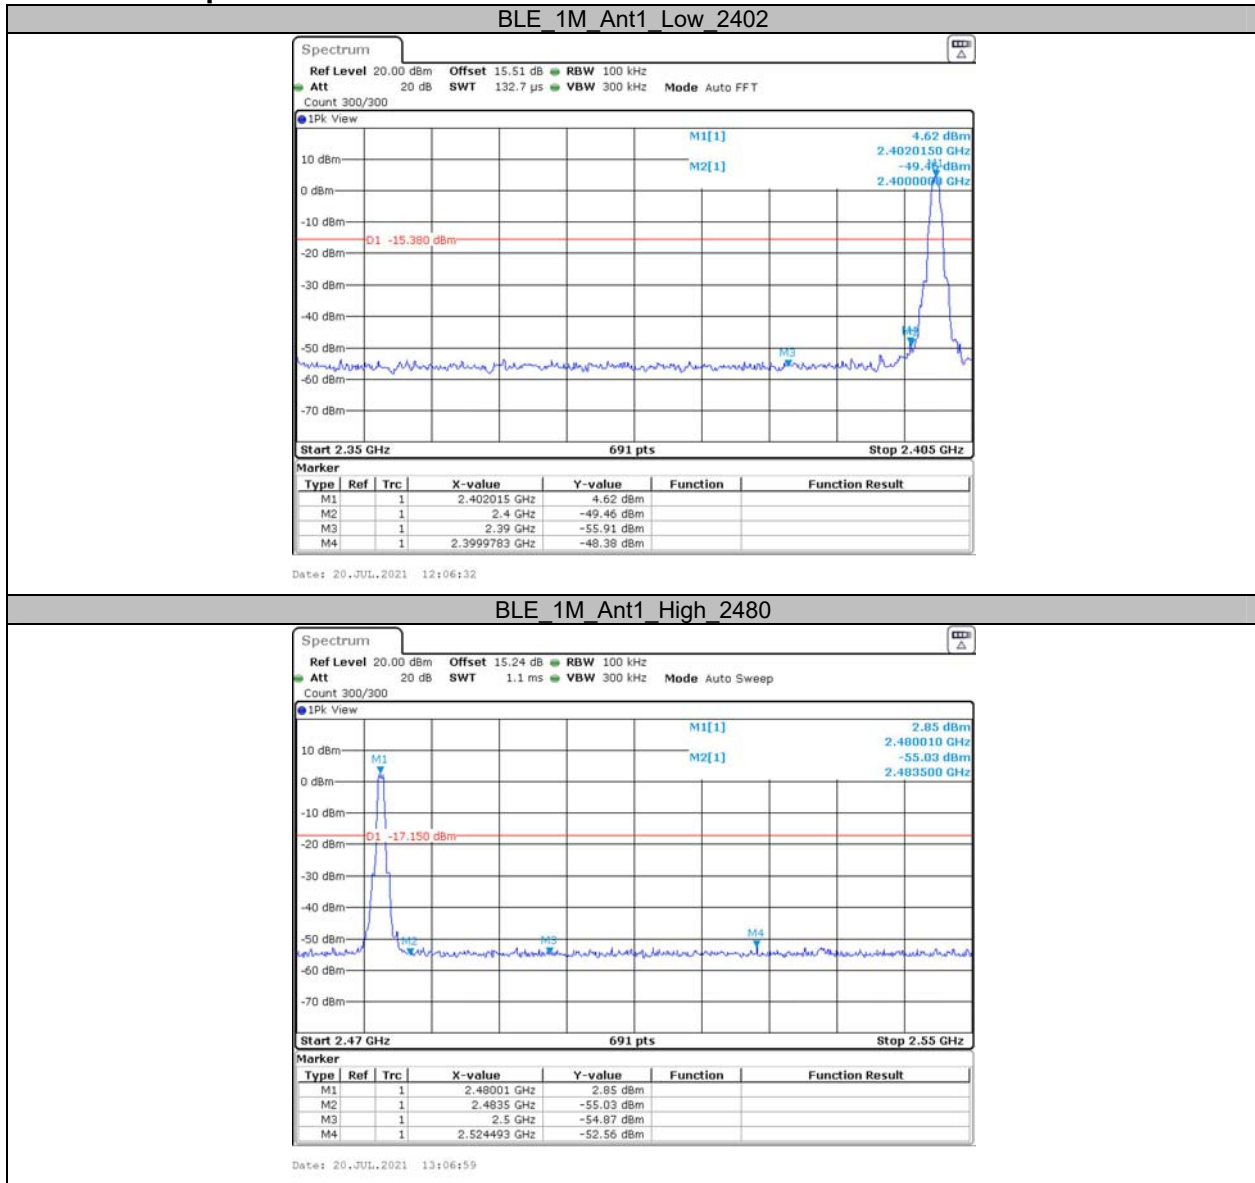 BLE_1M_Ant1_Low_2402
Spectrum
Ref Level 20.00 dBm Offset 15.51 dB RBW 100 kHz
Att 20 dB SWT 132.7 µs VBW 300 kHz Mode Auto FFT
Count 300/300
1Pk View
M1[1] 4.62 dBm
2.4020150 GHz
M2[1] -49.46 dBm
2.4000000 GHz
M1
10 dBm
0 dBm
-10 dBm
D1 -15.380 dBm
-20 dBm
-30 dBm
-40 dBm
-50 dBm
M3
-60 dBm
-70 dBm
Start 2.35 GHz 691 pts Stop 2.405 GHz
Marker
Type Ref Trc X-value Y-value Function Function Result
M1 1 2.402015 GHz 4.62 dBm
M2 1 2.4 GHz -49.46 dBm
M3 1 2.39 GHz -55.91 dBm
M4 1 2.3999783 GHz -48.38 dBm
Date: 20.JUL.2021 12:06:32
BLE_1M_Ant1_High_2480
Spectrum
Ref Level 20.00 dBm Offset 15.24 dB RBW 100 kHz
Att 20 dB SWT 1.1 ms VBW 300 kHz Mode Auto Sweep
Count 300/300
1Pk View
M1[1] 2.85 dBm
2.480010 GHz
M2[1] -55.03 dBm
2.483500 GHz
10 dBm
M1
0 dBm
-10 dBm
D1 -17.150 dBm
-20 dBm
-30 dBm
-40 dBm
-50 dBm
M2 M3 M4
-60 dBm
-70 dBm
Start 2.47 GHz 691 pts Stop 2.55 GHz
Marker
Type Ref Trc X-value Y-value Function Function Result
M1 1 2.48001 GHz 2.85 dBm
M2 1 2.4835 GHz -55.03 dBm
M3 1 2.5 GHz -54.87 dBm
M4 1 2.524493 GHz -52.56 dBm
Date: 20.JUL.2021 13:06:59